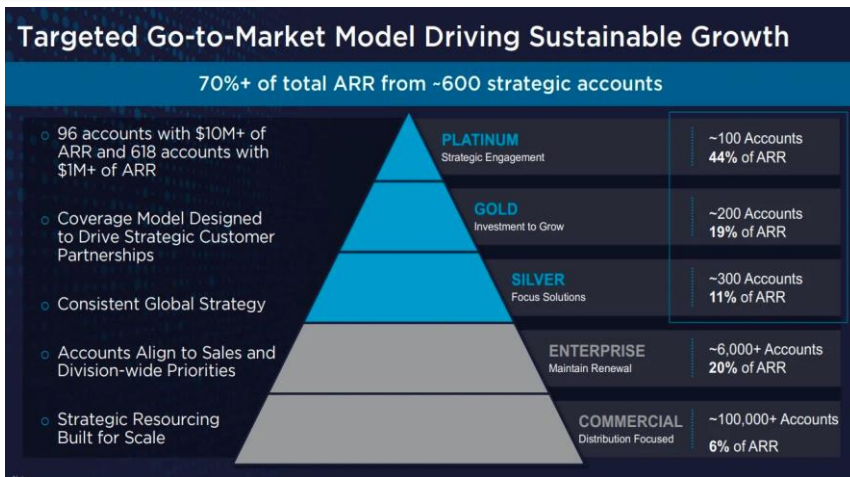 Targeted Go-to-Market Model Driving Sustainable Growth
70%+ of total ARR from ~600 strategic accounts
○ 96 accounts with $10M+ of
ARR and 618 accounts with
$1M+ of ARR
○ Coverage Model Designed
to Drive Strategic Customer
Partnerships
○ Consistent Global Strategy
○ Accounts Align to Sales and
Division-wide Priorities
○ Strategic Resourcing
Built for Scale
PLATINUM
Strategic Engagement
~100 Accounts
44% of ARR
GOLD
Investment to Grow
~200 Accounts
19% of ARR
SILVER
Focus Solutions
~300 Accounts
11% of ARR
ENTERPRISE
Maintain Renewal
~6,000+ Accounts
20% of ARR
COMMERCIAL
Distribution Focused
~100,000+ Accounts
6% of ARR